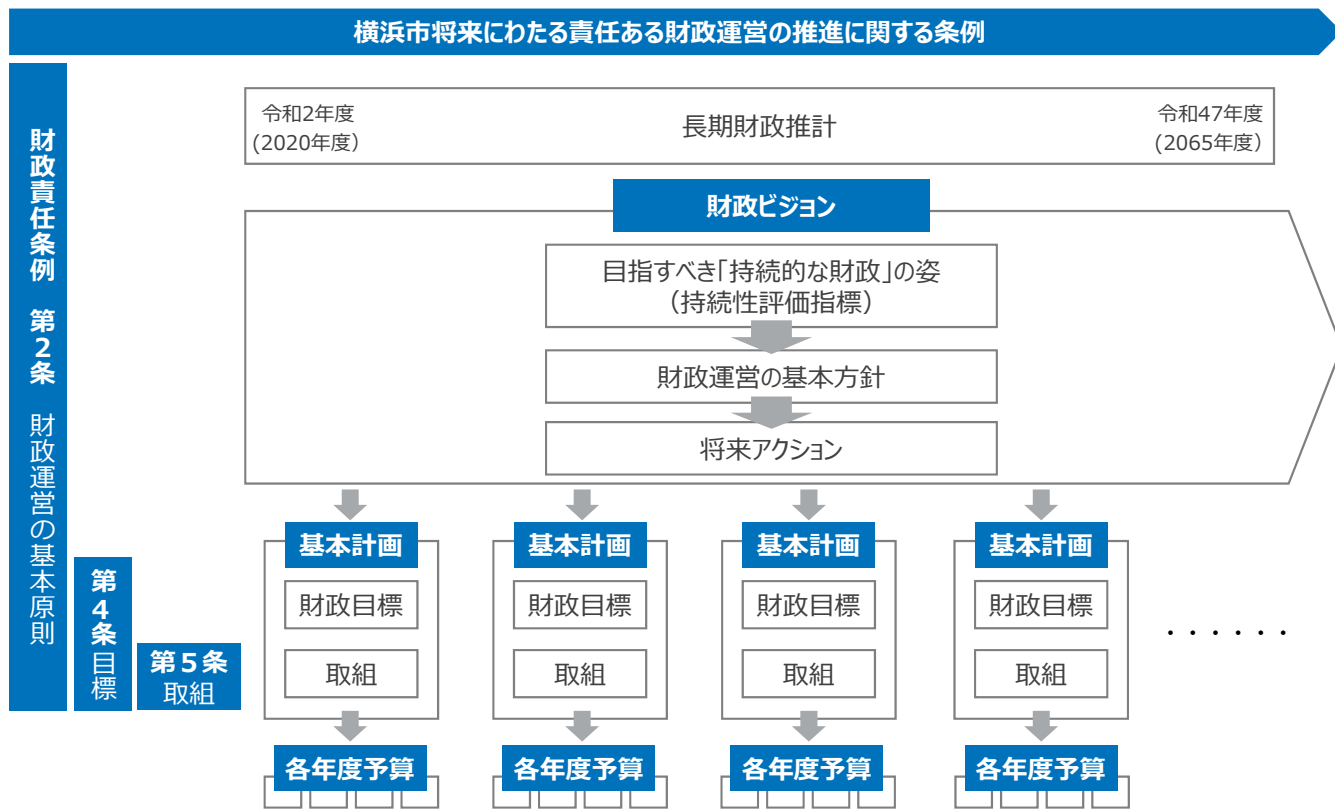 横浜市将来にわたる責任ある財政運営の推進に関する条例
財政責任条例 第2条 財政運営の基本原則
令和2年度
(2020年度)
長期財政推計
令和47年度
(2065年度)
財政ビジョン
目指すべき「持続的な財政」の姿
(持続性評価指標)
財政運営の基本方針
将来アクション
基本計画
基本計画
基本計画
基本計画
第4条 目標
財政目標
財政目標
財政目標
財政目標
・・・・・・
第5条
取組
取組
取組
取組
取組
各年度予算
各年度予算
各年度予算
各年度予算